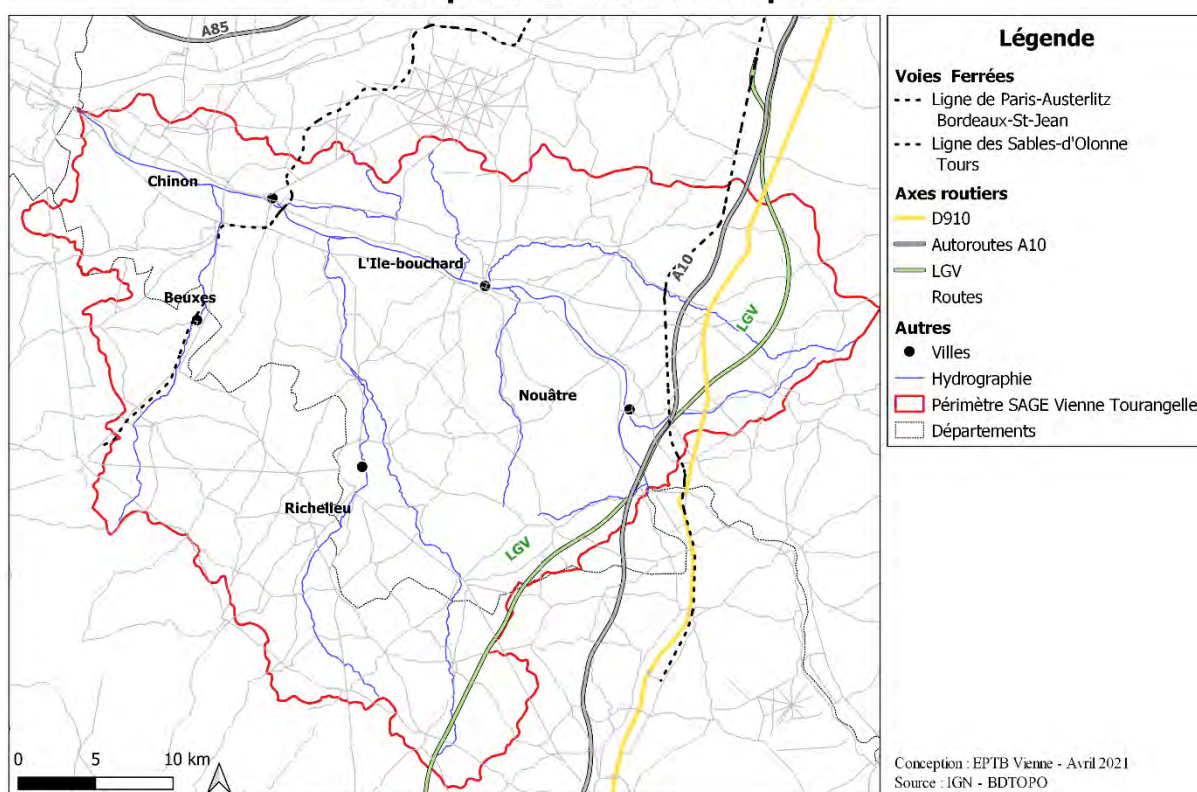 A85
Chinon
L'Ile-bouchard
A10
LGV
Beuxes
Nouâtre
Richelieu
LGV
0 5 10 km
Légende
Voies Ferrées
Ligne de Paris-Austerlitz
Bordeaux-St-Jean
Ligne des Sables-d'Olonne
Tours
Axes routiers
D910
Autoroutes A10
LGV
Routes
Autres
Villes
Hydrographie
Périmètre SAGE Vienne Tourangelle
Départements
Conception : EPTB Vienne - Avril 2021
Source : IGN - BDTOPO